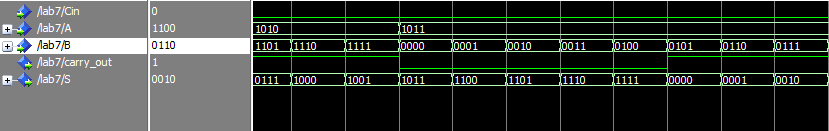 /lab7/Cin 0
/lab7/A 1100 1010 1011
/lab7/B 0110 1101 1110 1111 0000 0001 0010 0011 0100 0101 0110 0111
/lab7/carry_out 1
/lab7/S 0010 0111 1000 1001 1011 1100 1101 1110 1111 0000 0001 0010